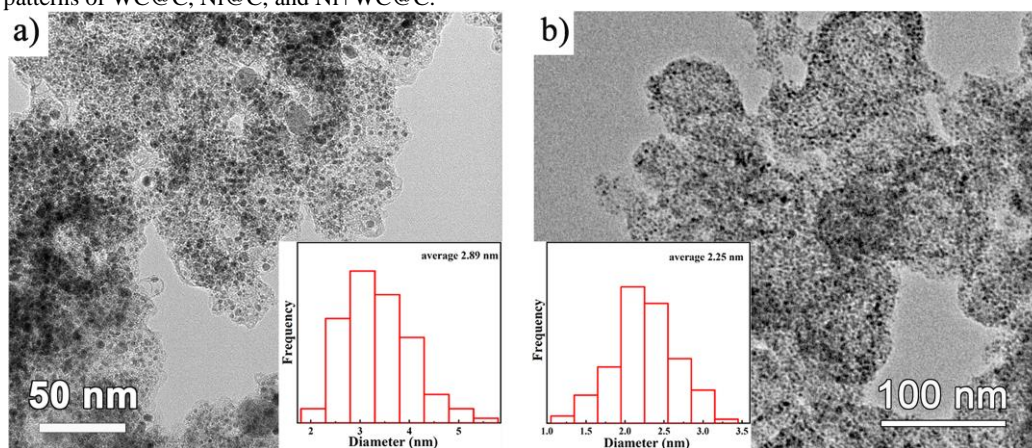 patterns of WC@C, Ni@C, and Ni+WC@C.
a)
50 nm
average 2.89 nm
Frequency
2 3 4 5
Diameter (nm)
b)
100 nm
average 2.25 nm
Frequency
1.0 1.5 2.0 2.5 3.0 3.5
Diameter (nm)